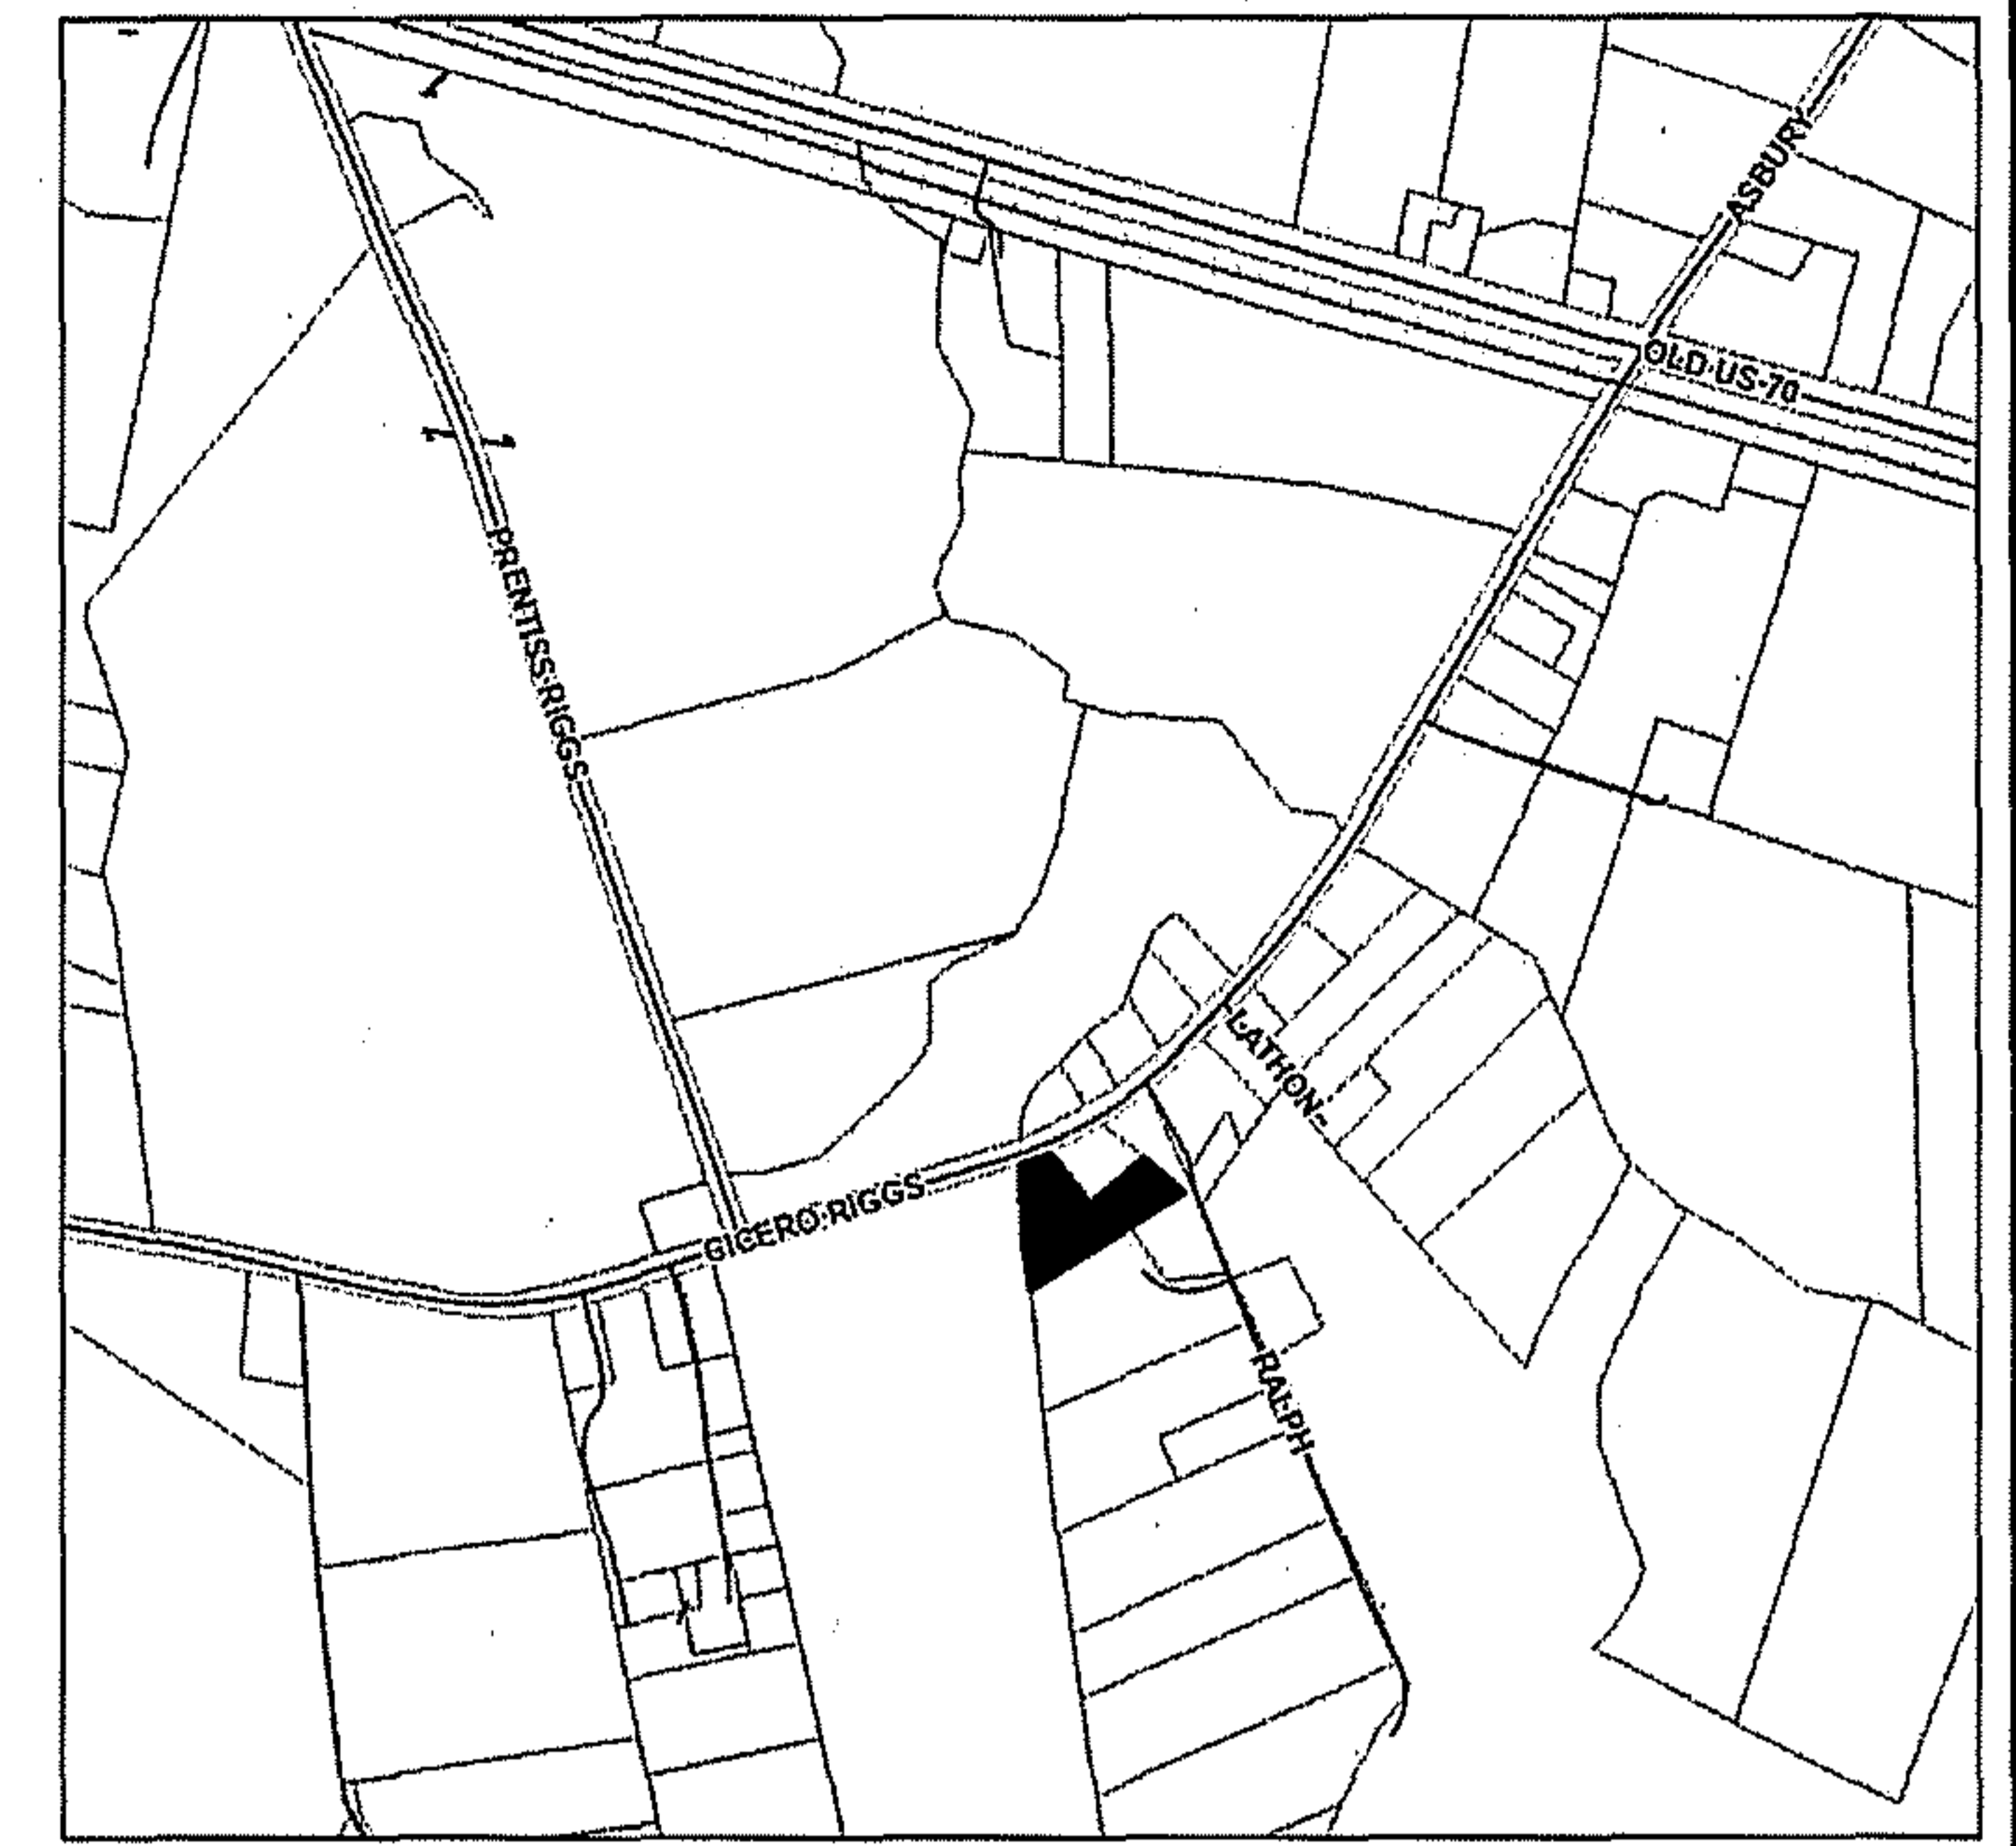 ASBURY
OLD US-70
PRENTISS RIGGS
LATHON
CICERO RIGGS
RALPH